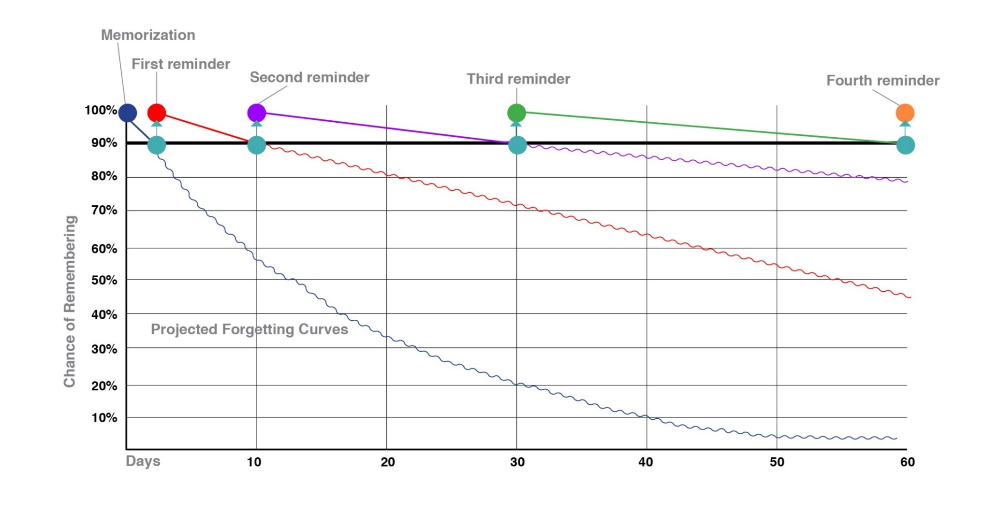 Memorization
First reminder
Second reminder
Third reminder
Fourth reminder
100%
90%
80%
70%
60%
50%
40%
30%
20%
10%
Chance of Remembering
Projected Forgetting Curves
Days
10
20
30
40
50
60